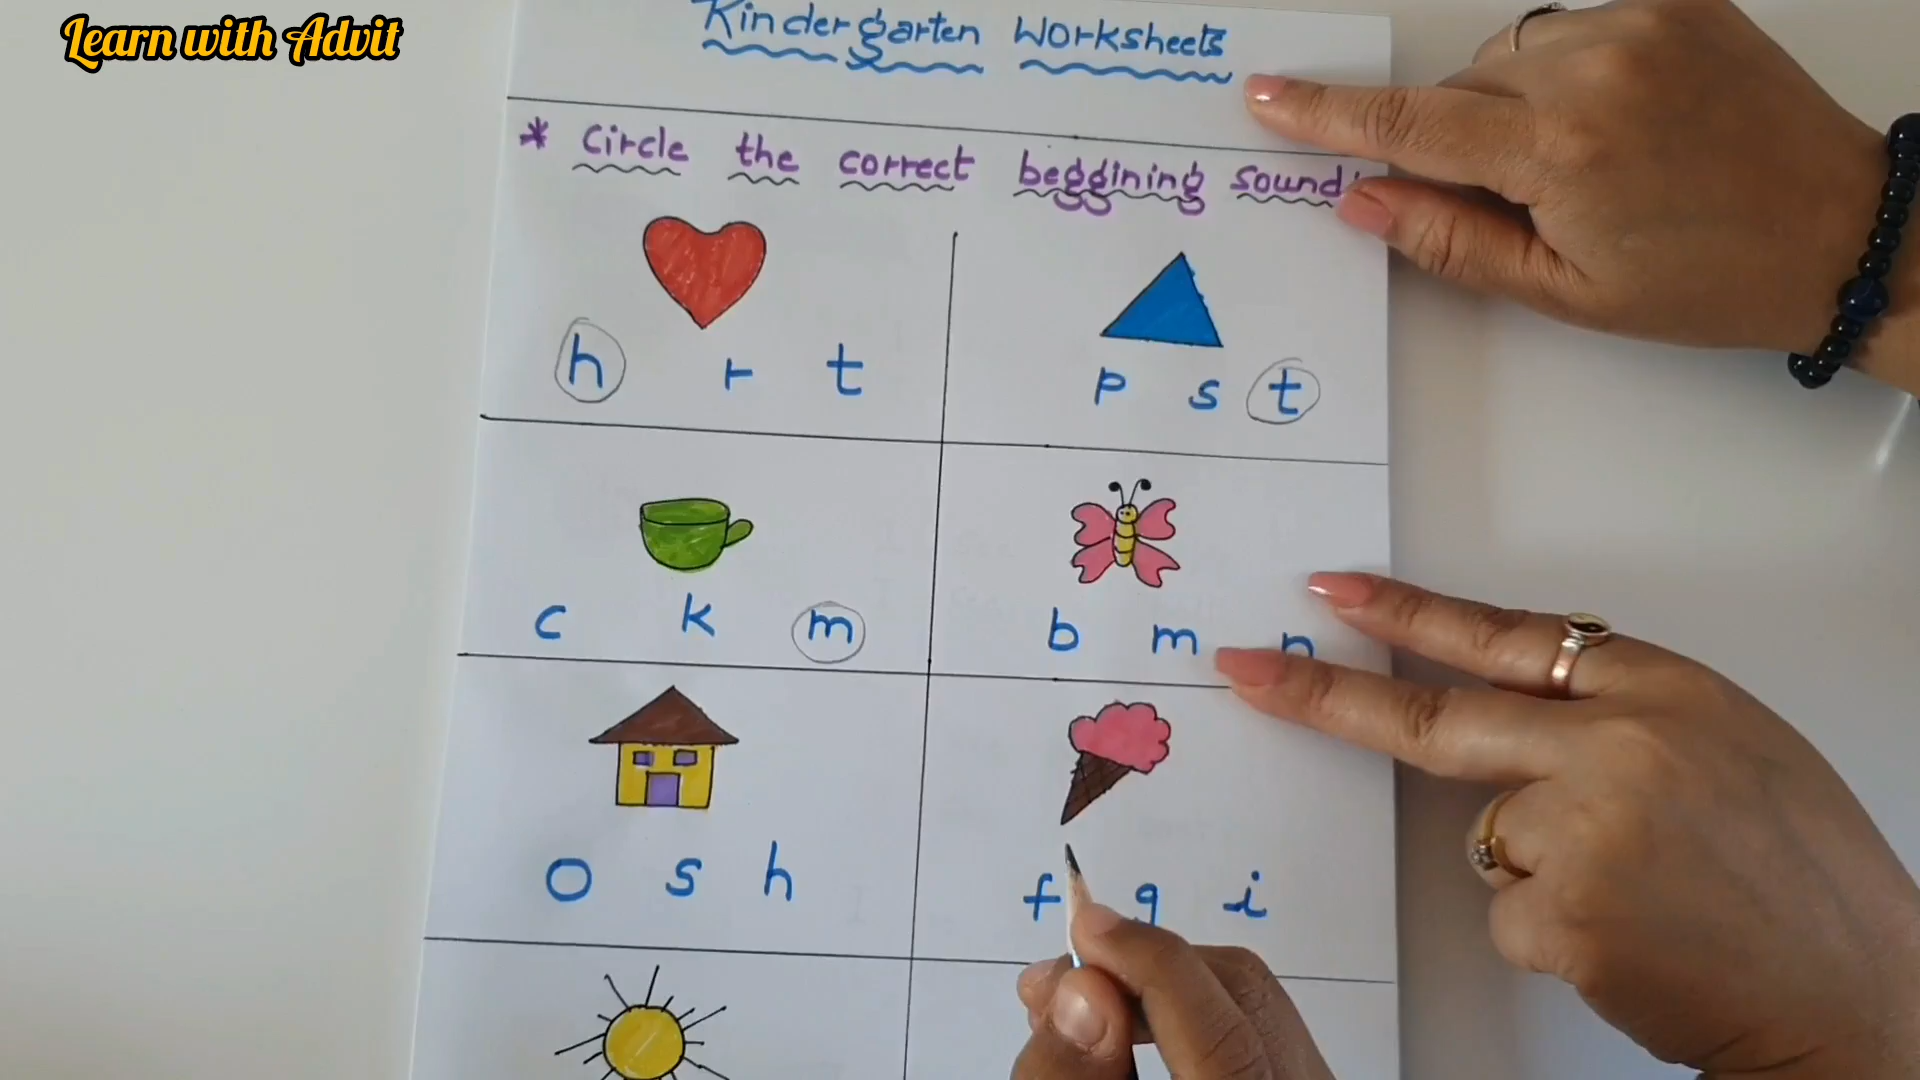 Learn with Advit
Kindergarten Worksheets
* Circle the correct beggining sound
h r t
p s t
c k m
b m n
o s h
f g i